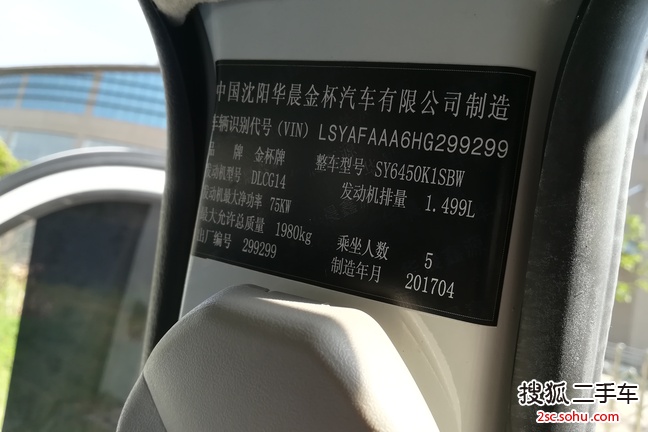 中国沈阳华晨金杯汽车有限公司制造
车辆识别代号(VIN) LSYAFAAA6HG299299
品 牌 金杯牌 整车型号 SY6450K1SBW
发动机型号 DLCG14 发动机排量 1.499L
发动机最大净功率 75KW
最大允许总质量 1980kg 乘坐人数 5
出厂编号 299299 制造年月 201704
搜狐二手车
2sc.sohu.com